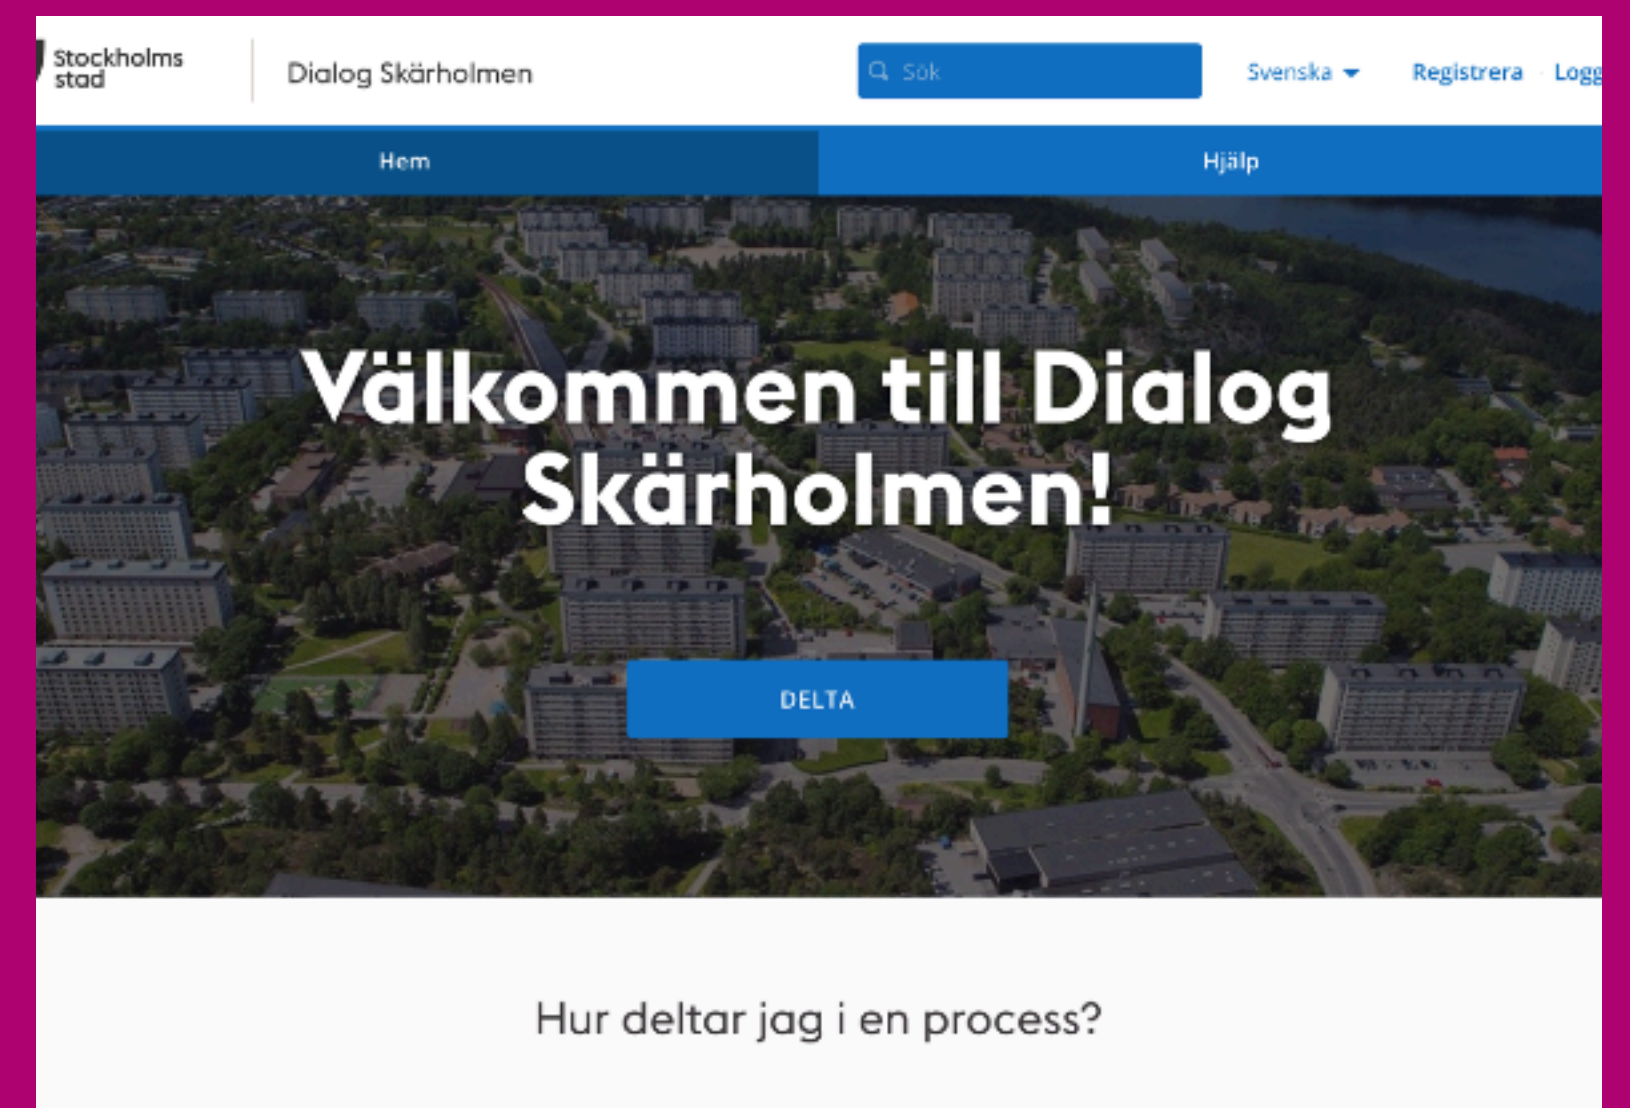 Stockholms
stad
Dialog Skärholmen
Sök
Svenska
Registrera
Logg
Hem
Hjälp
Välkommen till Dialog
Skärholmen!
DELTA
Hur deltar jag i en process?